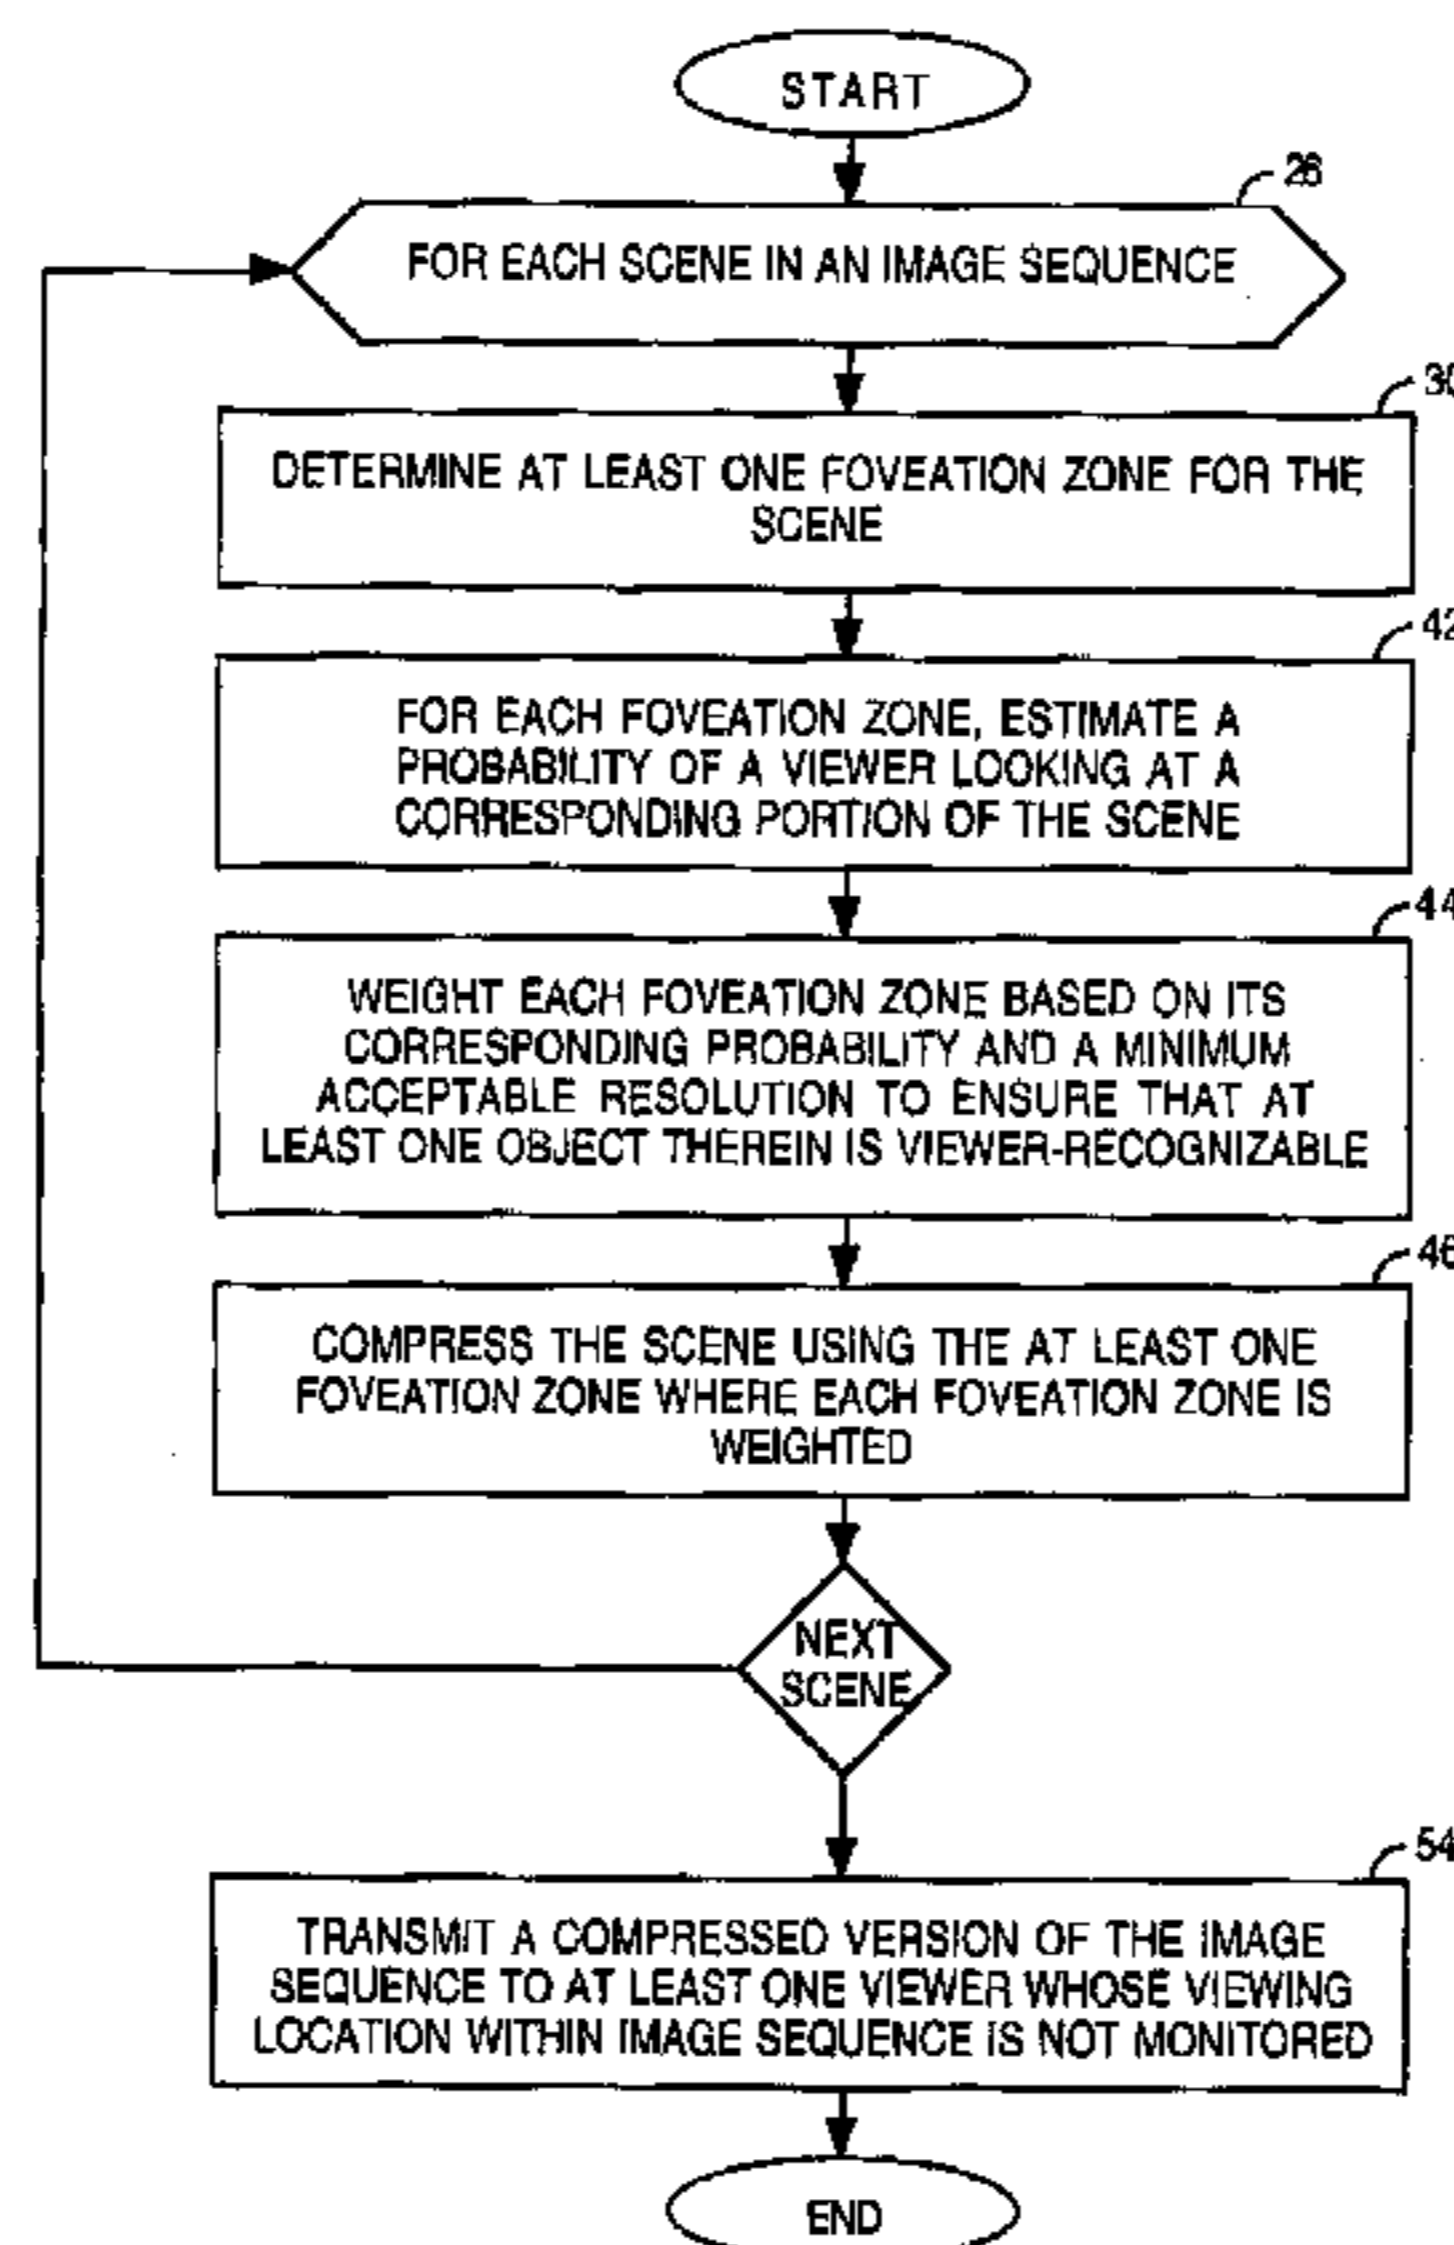 START
26
FOR EACH SCENE IN AN IMAGE SEQUENCE
30
DETERMINE AT LEAST ONE FOVEATION ZONE FOR THE
SCENE
42
FOR EACH FOVEATION ZONE, ESTIMATE A
PROBABILITY OF A VIEWER LOOKING AT A
CORRESPONDING PORTION OF THE SCENE
44
WEIGHT EACH FOVEATION ZONE BASED ON ITS
CORRESPONDING PROBABILITY AND A MINIMUM
ACCEPTABLE RESOLUTION TO ENSURE THAT AT
LEAST ONE OBJECT THEREIN IS VIEWER-RECOGNIZABLE
46
COMPRESS THE SCENE USING THE AT LEAST ONE
FOVEATION ZONE WHERE EACH FOVEATION ZONE IS
WEIGHTED
NEXT
SCENE
54
TRANSMIT A COMPRESSED VERSION OF THE IMAGE
SEQUENCE TO AT LEAST ONE VIEWER WHOSE VIEWING
LOCATION WITHIN IMAGE SEQUENCE IS NOT MONITORED
END